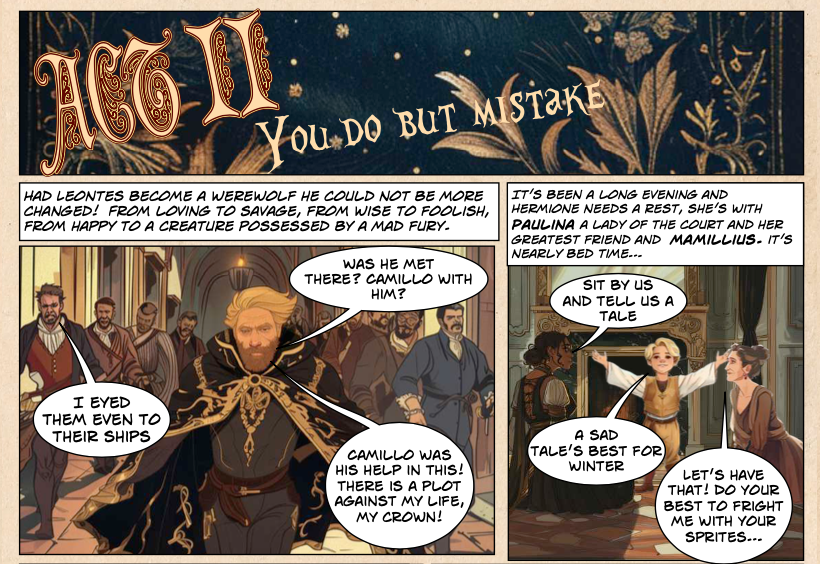 ACT II
YOU DO BUT MISTAKE
HAD LEONTES BECOME A WEREWOLF HE COULD NOT BE MORE
CHANGED! FROM LOVING TO SAVAGE, FROM WISE TO FOOLISH,
FROM HAPPY TO A CREATURE POSSESSED BY A MAD FURY.
WAS HE MET
THERE? CAMILLO WITH
HIM?
I EYED
THEM EVEN TO
THEIR SHIPS
CAMILLO WAS
HIS HELP IN THIS!
THERE IS A PLOT
AGAINST MY LIFE,
MY CROWN!
IT'S BEEN A LONG EVENING AND
HERMIONE NEEDS A REST, SHE'S WITH
PAULINA A LADY OF THE COURT AND HER
GREATEST FRIEND AND MAMILLIUS. IT'S
NEARLY BED TIME...
SIT BY US
AND TELL US A
TALE
A SAD
TALE'S BEST FOR
WINTER
LET'S HAVE
THAT! DO YOUR
BEST TO FRIGHT
ME WITH YOUR
SPRITES...